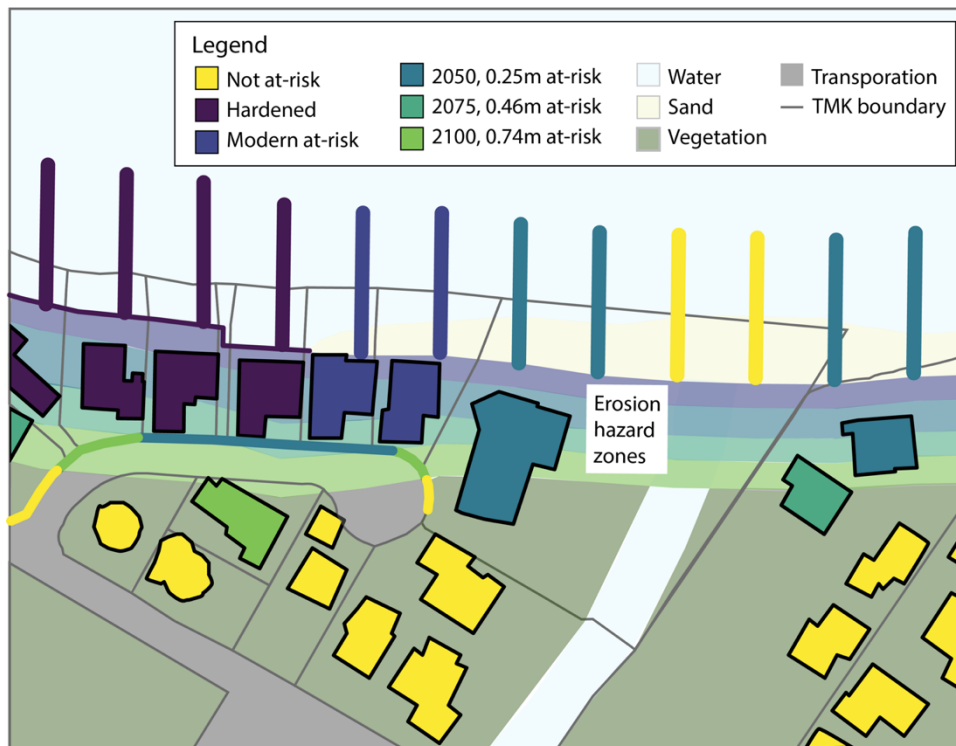 Legend
Not at-risk
Hardened
Modern at-risk
2050, 0.25m at-risk
2075, 0.46m at-risk
2100, 0.74m at-risk
Water
Sand
Vegetation
Transporation
TMK boundary
Erosion
hazard
zones